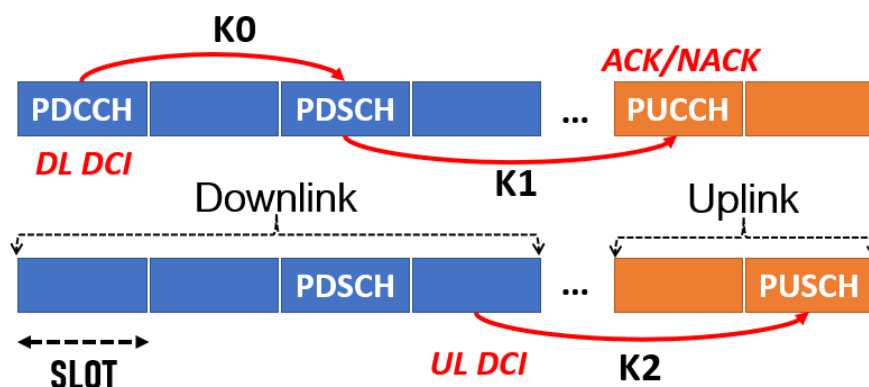 K0
ACK/NACK
PDCCH PDSCH ... PUCCH
DL DCI
K1
Downlink Uplink
PDSCH ... PUSCH
UL DCI
K2
SLOT